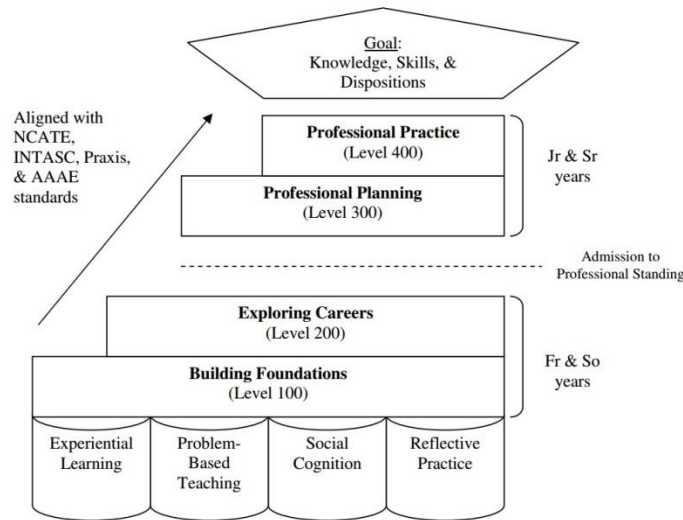 Goal:
Knowledge, Skills, &
Dispositions
Aligned with
NCATE,
INTASC, Praxis,
& AAAE
standards
Professional Practice
(Level 400)
Jr & Sr
years
Professional Planning
(Level 300)
Admission to
Professional Standing
Exploring Careers
(Level 200)
Fr & So
years
Building Foundations
(Level 100)
Experiential
Learning
Problem-
Based
Teaching
Social
Cognition
Reflective
Practice